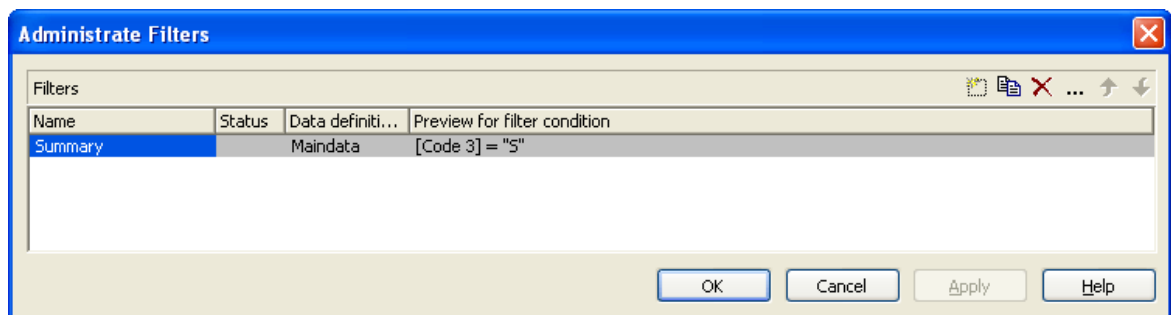 Administrate Filters
Filters ...
Name Status Data definiti... Preview for filter condition
Summary Maindata [Code 3] = "S"
OK Cancel Apply Help